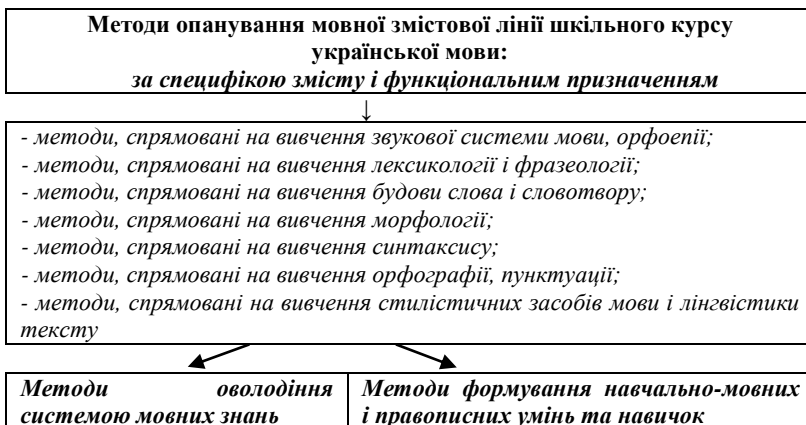 Методи опанування мовної змістової лінії шкільного курсу
української мови:
за специфікою змісту і функціональним призначенням
↓
- методи, спрямовані на вивчення звукової системи мови, орфоепії;
- методи, спрямовані на вивчення лексикології і фразеології;
- методи, спрямовані на вивчення будови слова і словотвору;
- методи, спрямовані на вивчення морфології;
- методи, спрямовані на вивчення синтаксису;
- методи, спрямовані на вивчення орфографії, пунктуації;
- методи, спрямовані на вивчення стилістичних засобів мови і лінгвістики
тексту
Методи оволодіння
системою мовних знань
Методи формування навчально-мовних
і правописних умінь та навичок